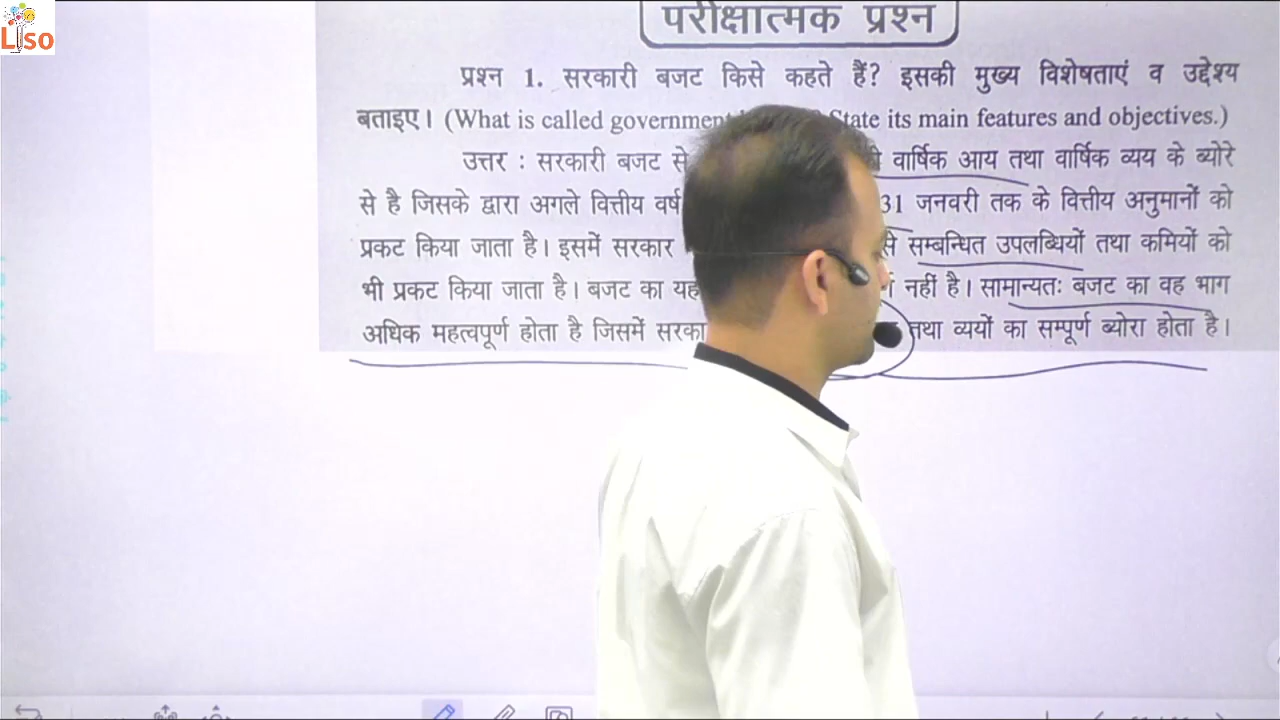 Liso
परीक्षात्मक प्रश्न
प्रश्न 1. सरकारी बजट किसे कहते हैं? इसकी मुख्य विशेषताएं व उद्देश्य
बताइए। (What is called government State its main features and objectives.)
उत्तर : सरकारी बजट से वार्षिक आय तथा वार्षिक व्यय के ब्योरे
से है जिसके द्वारा अगले वित्तीय वर्ष 31 जनवरी तक के वित्तीय अनुमानों को
प्रकट किया जाता है। इसमें सरकार सम्बन्धित उपलब्धियों तथा कमियों को
भी प्रकट किया जाता है। बजट का यह नहीं है। सामान्यतः बजट का वह भाग
अधिक महत्वपूर्ण होता है जिसमें तथा व्ययों का सम्पूर्ण ब्योरा होता है।